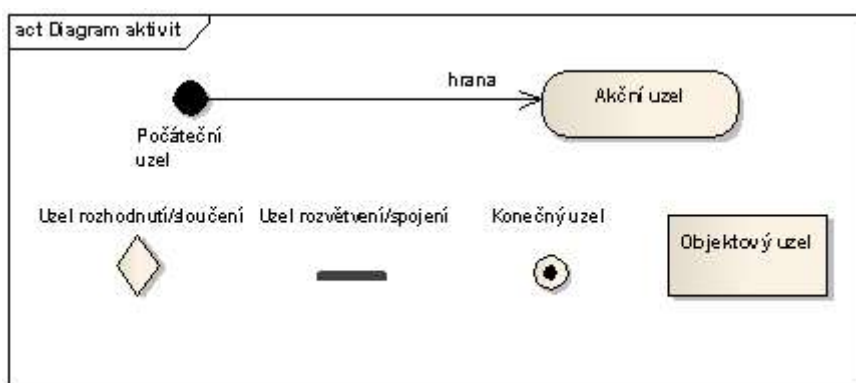 act Diagram aktivit
hrana
Akční uzel
Počáteční
uzel
Uzel rozhodnutí/sloučení
Uzel rozvětvení/spojení
Konečný uzel
Objektový uzel